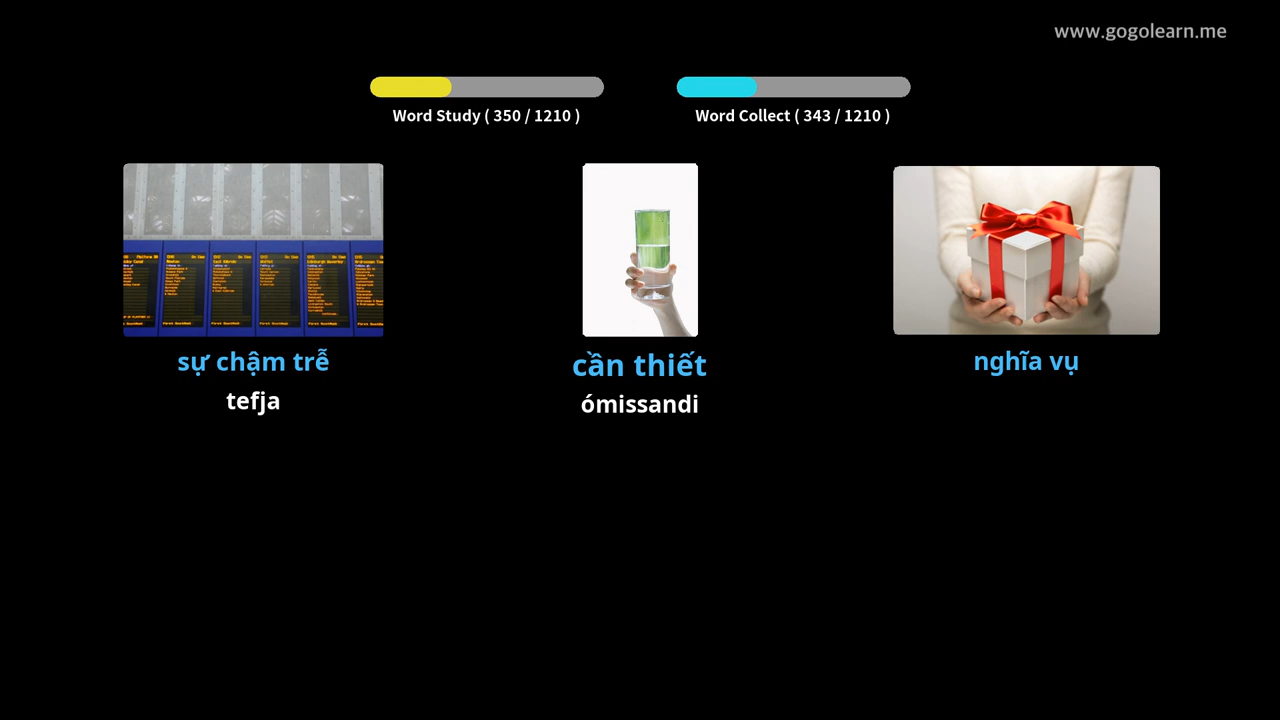 www.gogolearn.me
Word Study ( 350 / 1210 )
Word Collect ( 343 / 1210 )
sự chậm trễ
tefja
cần thiết
ómissandi
nghĩa vụ